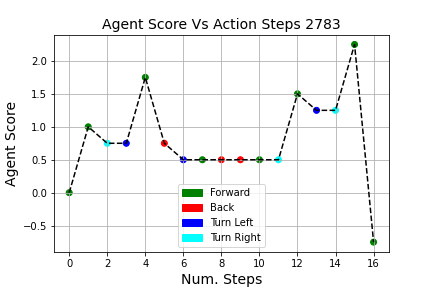 Agent Score Vs Action Steps 2783
Agent Score
2.0
1.5
1.0
0.5
0.0
−0.5
Forward
Back
Turn Left
Turn Right
0 2 4 6 8 10 12 14 16
Num. Steps